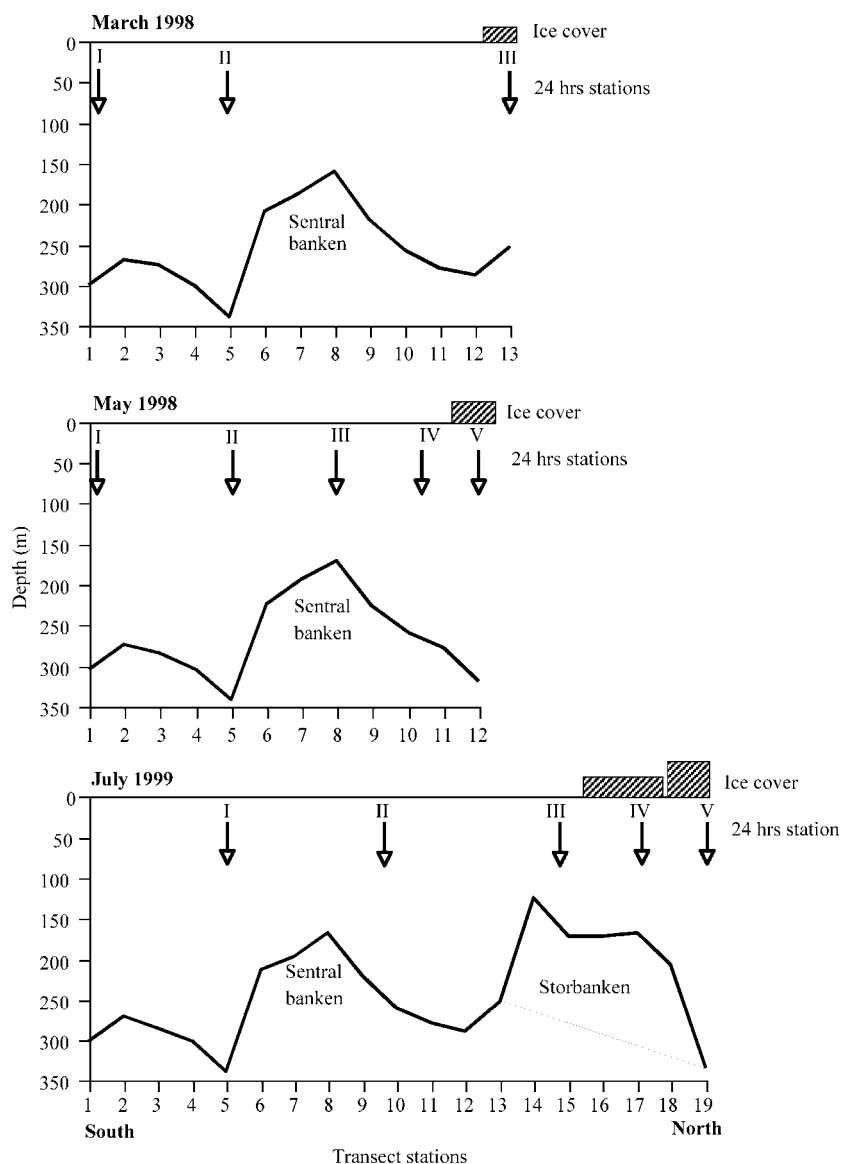 March 1998
Ice cover
0
I II III
50
24 hrs stations
100
150
200
Sentral
banken
250
300
350
1 2 3 4 5 6 7 8 9 10 11 12 13
May 1998
Ice cover
0
I II III IV V
50
24 hrs stations
100
150
200
Sentral
banken
250
300
350
1 2 3 4 5 6 7 8 9 10 11 12
Depth (m)
July 1999
Ice cover
0
I II III IV V
24 hrs station
50
100
150
200
Sentral
banken
Storbanken
250
300
350
1 2 3 4 5 6 7 8 9 10 11 12 13 14 15 16 17 18 19
South North
Transect stations